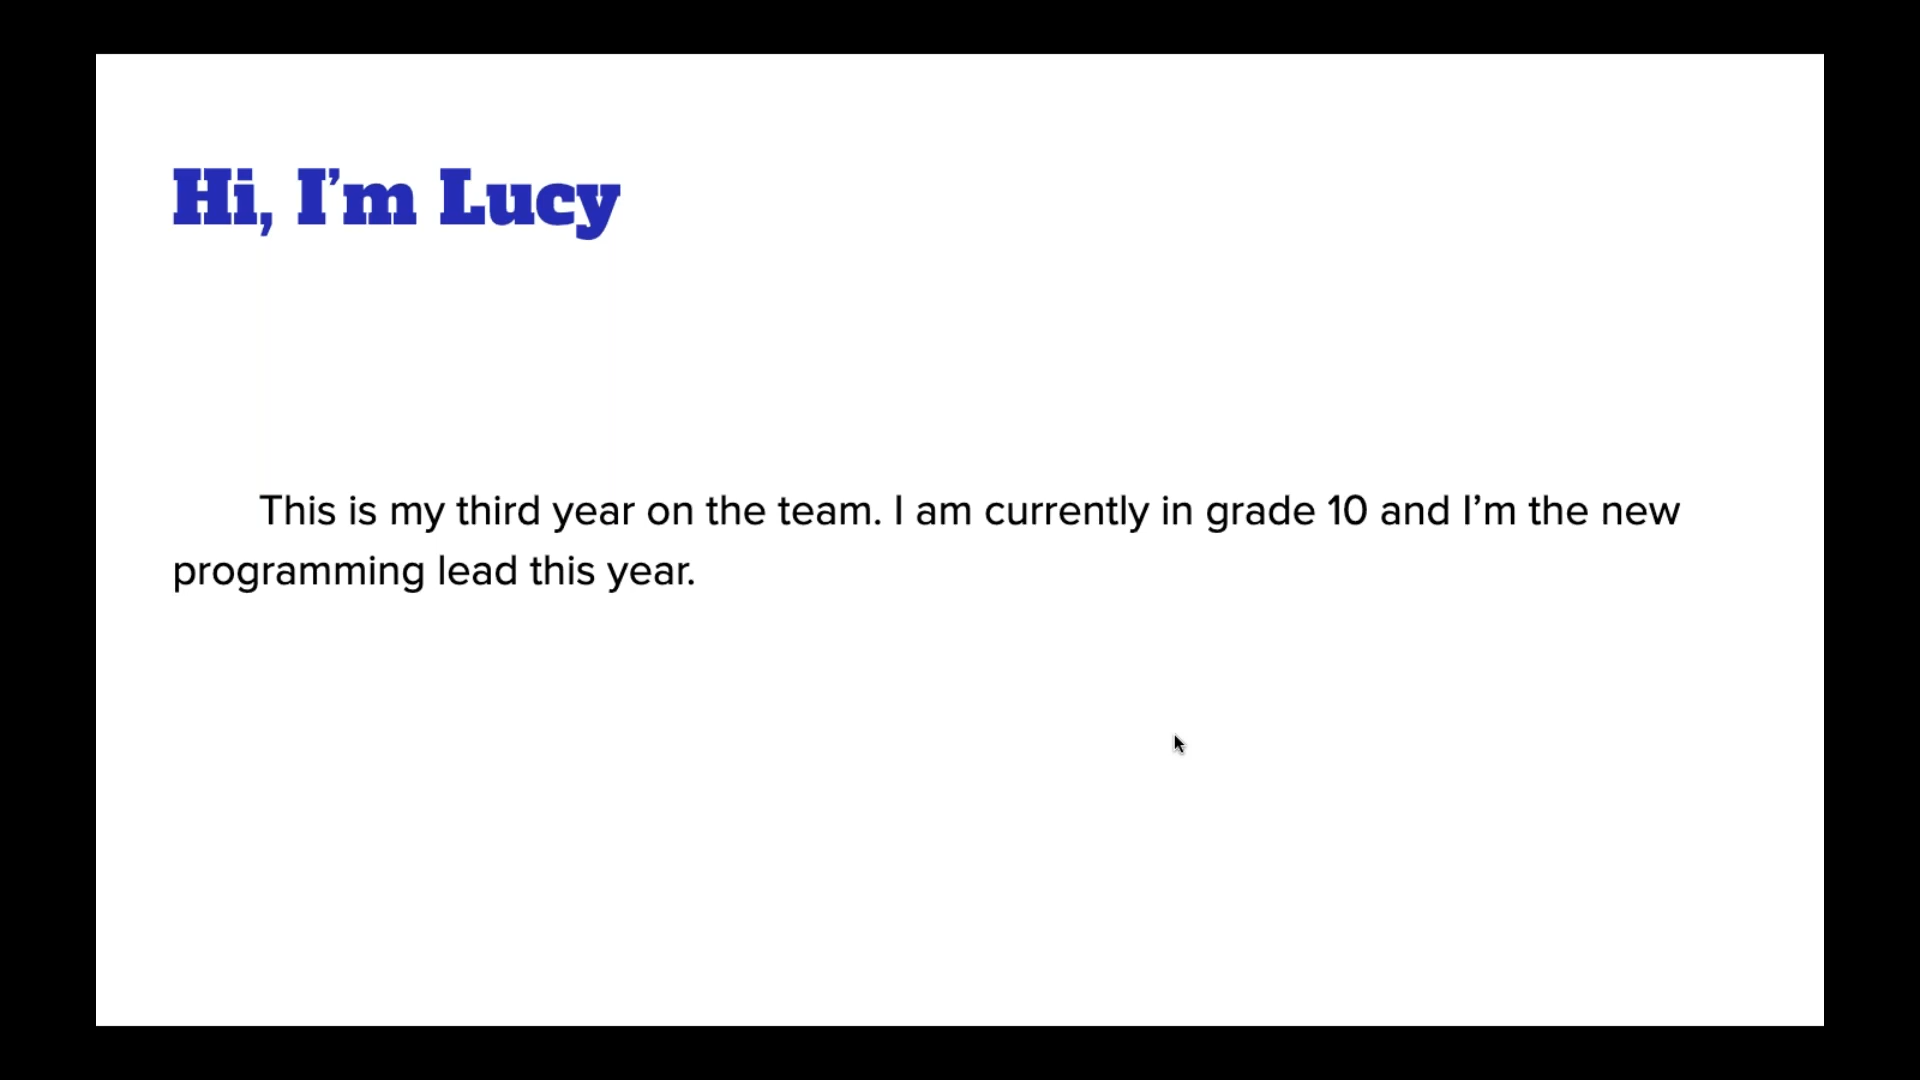 Hi, I’m Lucy
This is my third year on the team. I am currently in grade 10 and I’m the new
programming lead this year.